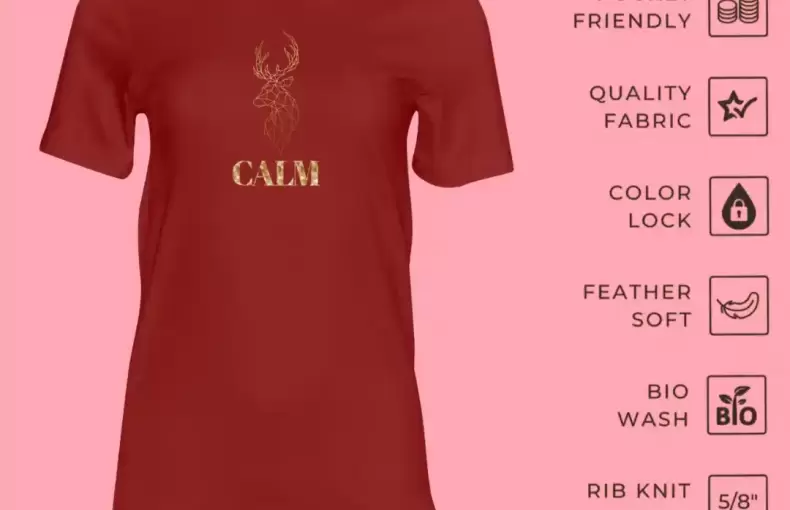 FRIENDLY
QUALITY
FABRIC
COLOR
LOCK
FEATHER
SOFT
BIO
WASH
BIO
RIB KNIT
5/8"
CALM